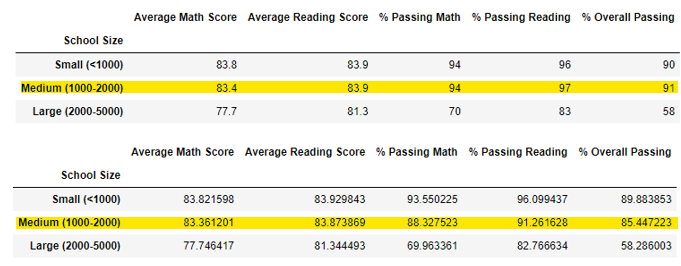 Average Math Score Average Reading Score % Passing Math % Passing Reading % Overall Passing
School Size
Small (<1000) 83.8 83.9 94 96 90
Medium (1000-2000) 83.4 83.9 94 97 91
Large (2000-5000) 77.7 81.3 70 83 58
Average Math Score Average Reading Score % Passing Math % Passing Reading % Overall Passing
School Size
Small (<1000) 83.821598 83.929843 93.550225 96.099437 89.883853
Medium (1000-2000) 83.361201 83.873869 88.327523 91.261628 85.447223
Large (2000-5000) 77.746417 81.344493 69.963361 82.766634 58.286003